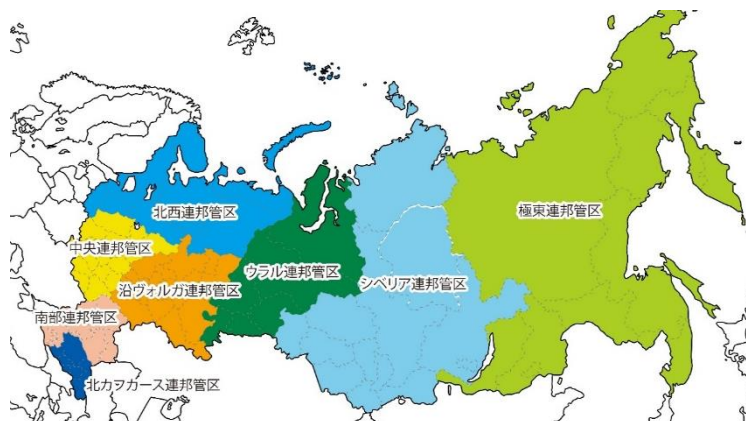 北西連邦管区
極東連邦管区
中央連邦管区
ウラル連邦管区
沿ヴォルガ連邦管区
シベリア連邦管区
南部連邦管区
北カヲカース連邦管区